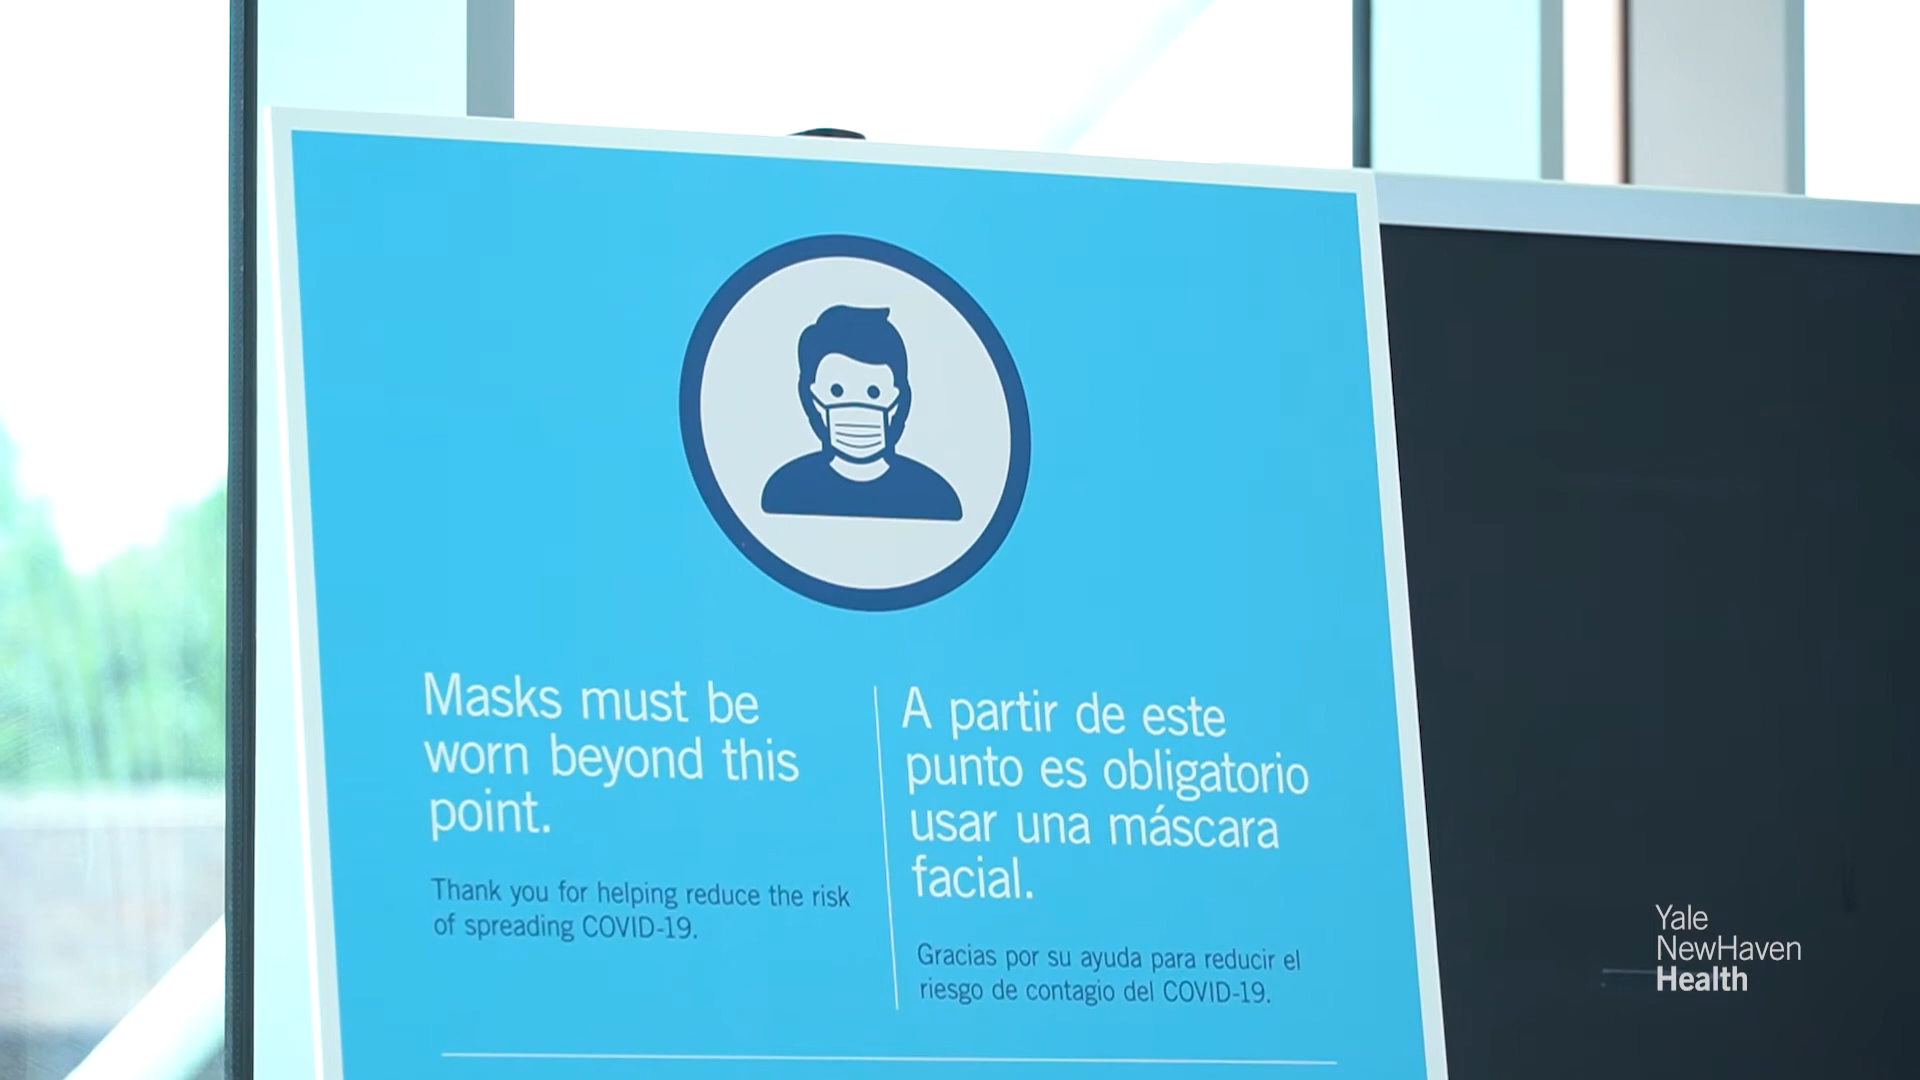 Masks must be
worn beyond this
point.
Thank you for helping reduce the risk
of spreading COVID-19.
A partir de este
punto es obligatorio
usar una máscara
facial.
Gracias por su ayuda para reducir el
riesgo de contagio del COVID-19.
Yale
NewHaven
Health